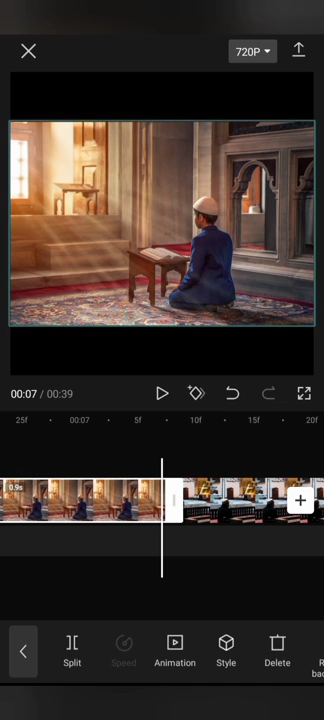 720P
00:07 / 00:39
25f 00:07 5f 10f 15f 20f
0.9s
Split Speed Animation Style Delete